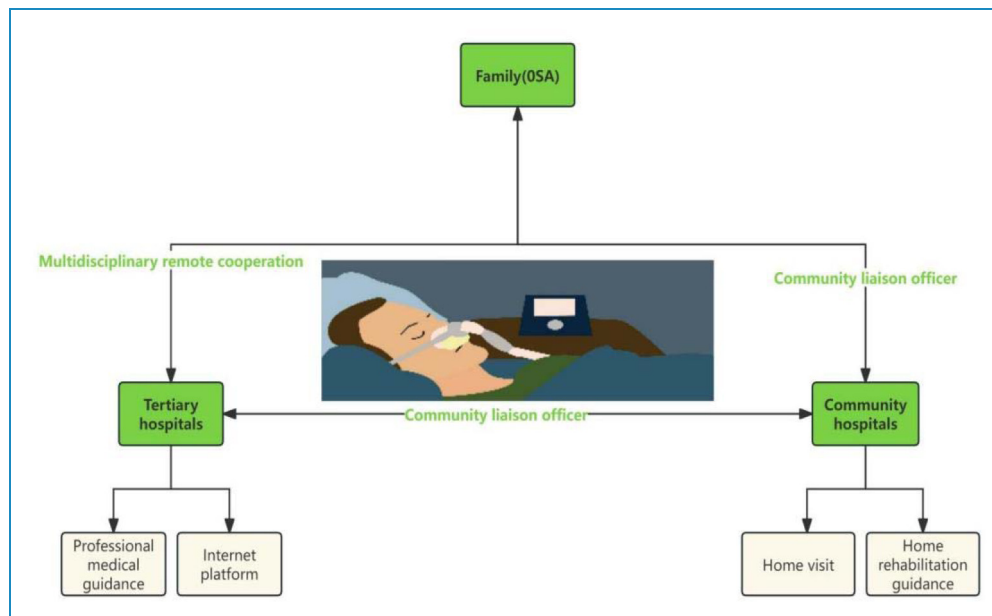 Family(0SA)
Multidisciplinary remote cooperation
Community liaison officer
Tertiary
hospitals
Community liaison officer
Community
hospitals
Professional
medical
guidance
Internet
platform
Home visit
Home
rehabilitation
guidance